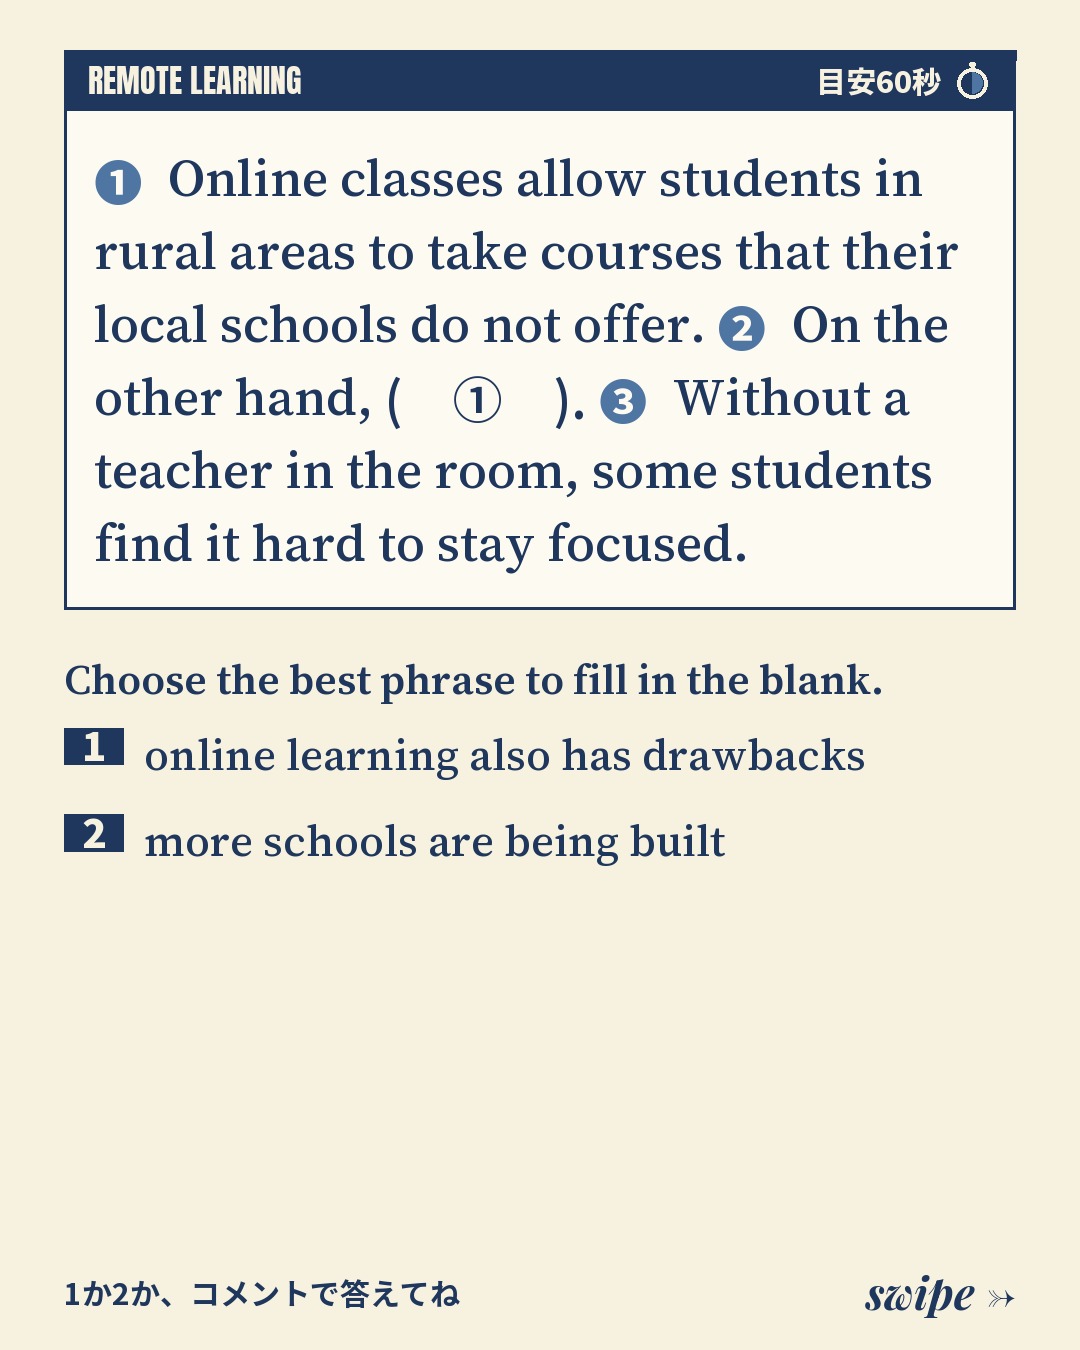 REMOTE LEARNING
目安60秒
❶ Online classes allow students in
rural areas to take courses that their
local schools do not offer. ❷ On the
other hand, ( ① ). ❸ Without a
teacher in the room, some students
find it hard to stay focused.
Choose the best phrase to fill in the blank.
1 online learning also has drawbacks
2 more schools are being built
1か2か、コメントで答えてね
swipe